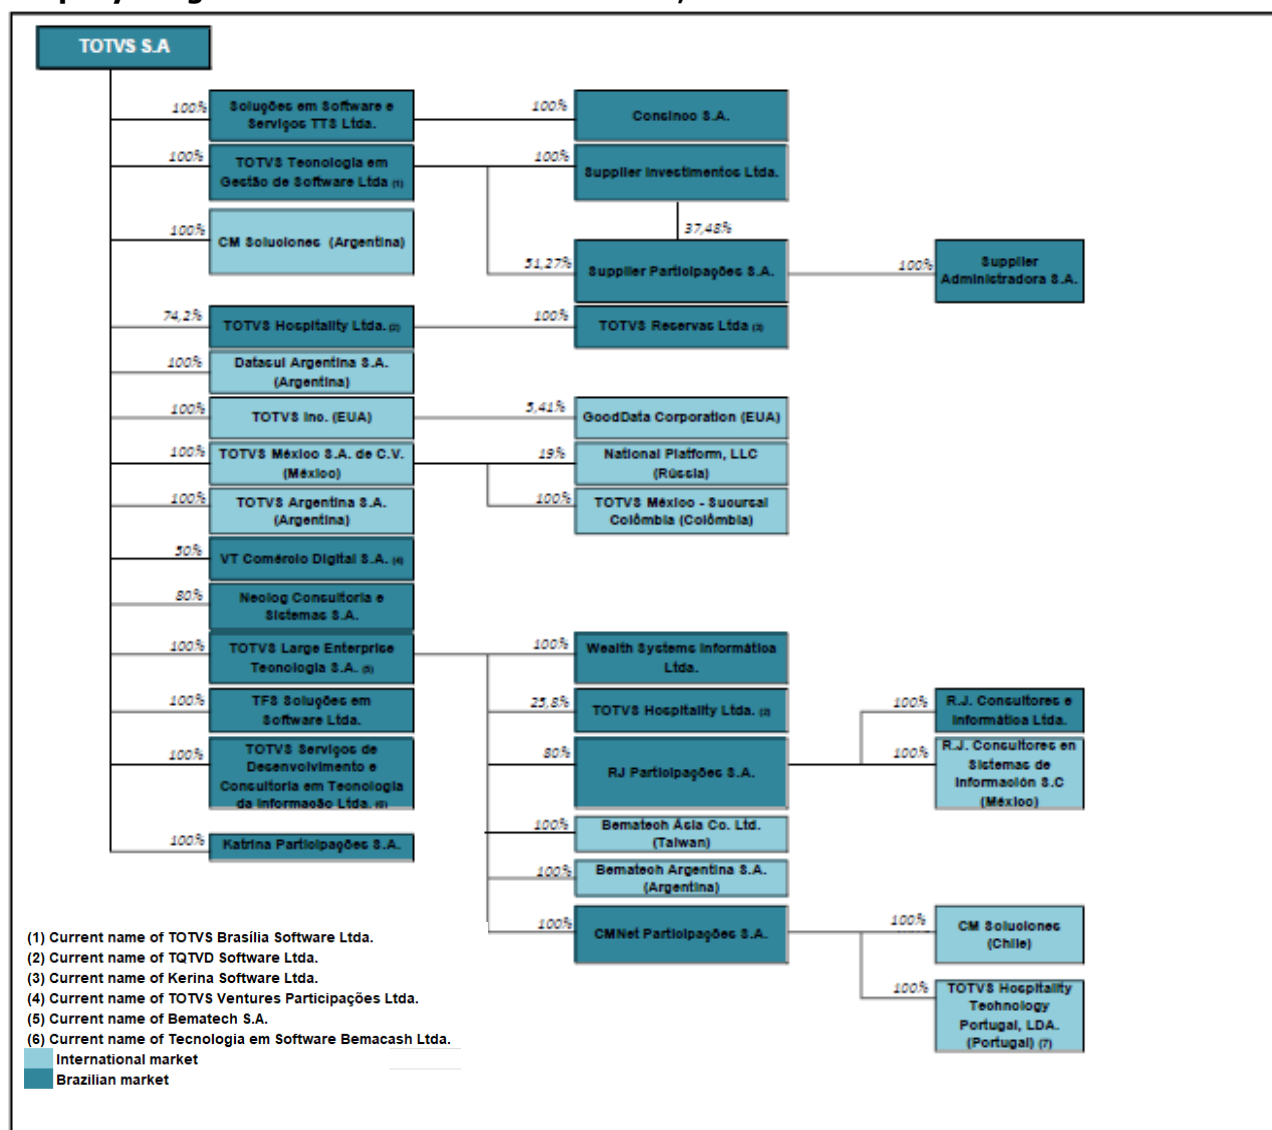 TOTVS S.A
100%
Soluções em Software e
Serviços TTS Ltda.
100%
Consinco S.A.
100%
TOTVS Tecnologia em
Gestão de Software Ltda (1)
100%
Supplier Investimentos Ltda.
100%
CM Soluciones (Argentina)
37,48%
51,27%
Supplier Participações S.A.
100%
Supplier
Administradora S.A.
74,2%
TOTVS Hospitality Ltda. (2)
100%
TOTVS Reservas Ltda (3)
100%
Datasul Argentina S.A.
(Argentina)
100%
TOTVS Inc. (EUA)
5,41%
GoodData Corporation (EUA)
100%
TOTVS México S.A. de C.V.
(México)
19%
National Platform, LLC
(Rússia)
100%
TOTVS Argentina S.A.
(Argentina)
100%
TOTVS México - Sucursal
Colômbia (Colômbia)
50%
VT Comércio Digital S.A. (4)
80%
Neolog Consultoria e
Sistemas S.A.
100%
TOTVS Large Enterprise
Tecnologia S.A. (5)
100%
Wealth Systems Informática
Ltda.
100%
TFS Soluções em
Software Ltda.
25,8%
TOTVS Hospitality Ltda. (2)
100%
R.J. Consultores e
Informática Ltda.
100%
TOTVS Serviços de
Desenvolvimento e
Consultoria em Tecnologia
da Informação Ltda. (6)
80%
RJ Participações S.A.
100%
R.J. Consultores en
Sistemas de
Información S.C
(México)
100%
Katrina Participações S.A.
100%
Bematech Ásia Co. Ltd.
(Taiwan)
100%
Bematech Argentina S.A.
(Argentina)
100%
CMNet Participações S.A.
100%
CM Soluciones
(Chile)
100%
TOTVS Hospitality
Technology
Portugal, LDA.
(Portugal) (7)
(1) Current name of TOTVS Brasília Software Ltda.
(2) Current name of TQTVD Software Ltda.
(3) Current name of Kerina Software Ltda.
(4) Current name of TOTVS Ventures Participações Ltda.
(5) Current name of Bematech S.A.
(6) Current name of Tecnologia em Software Bemacash Ltda.
International market
Brazilian market